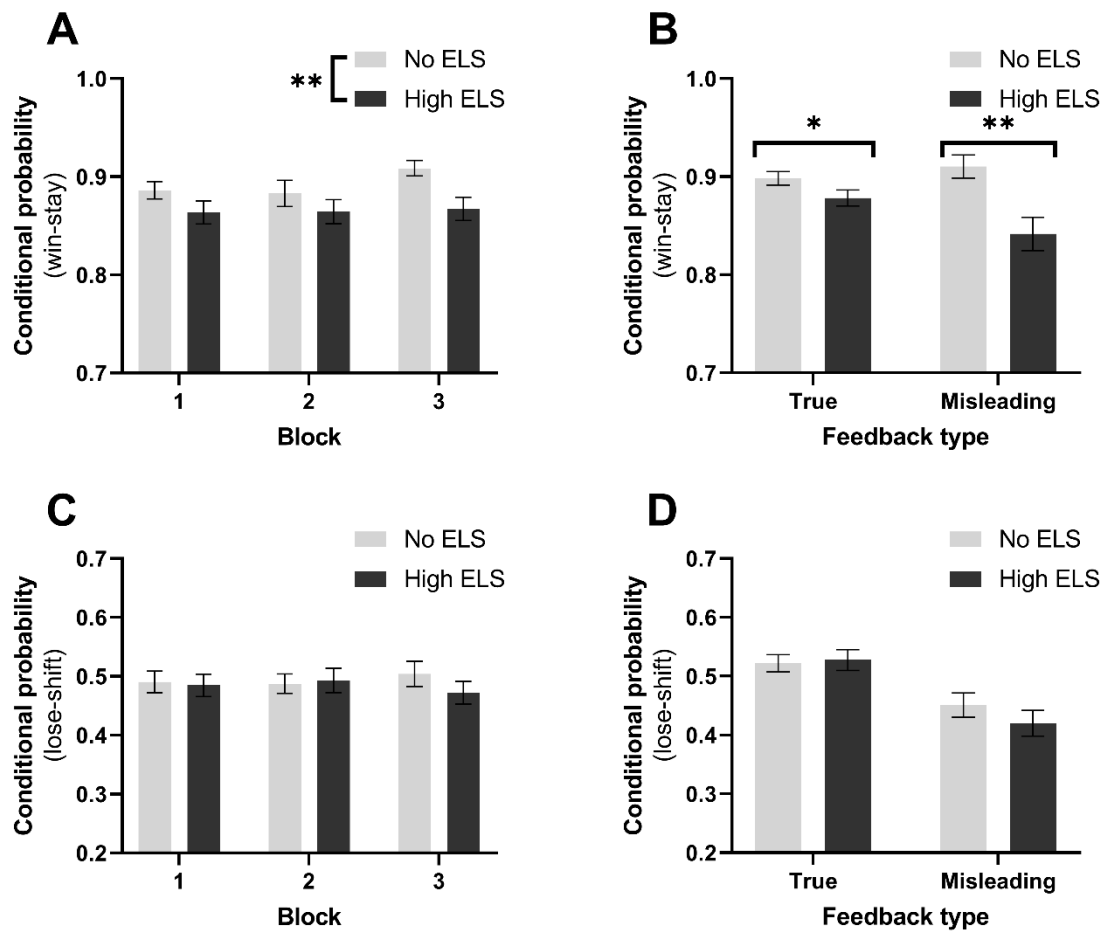 A
No ELS
High ELS
**
Conditional probability
(win-stay)
1.0
0.9
0.8
0.7
1 2 3
Block
B
No ELS
High ELS
* **
Conditional probability
(win-stay)
1.0
0.9
0.8
0.7
True Misleading
Feedback type
C
No ELS
High ELS
Conditional probability
(lose-shift)
0.7
0.6
0.5
0.4
0.3
0.2
1 2 3
Block
D
No ELS
High ELS
Conditional probability
(lose-shift)
0.7
0.6
0.5
0.4
0.3
0.2
True Misleading
Feedback type